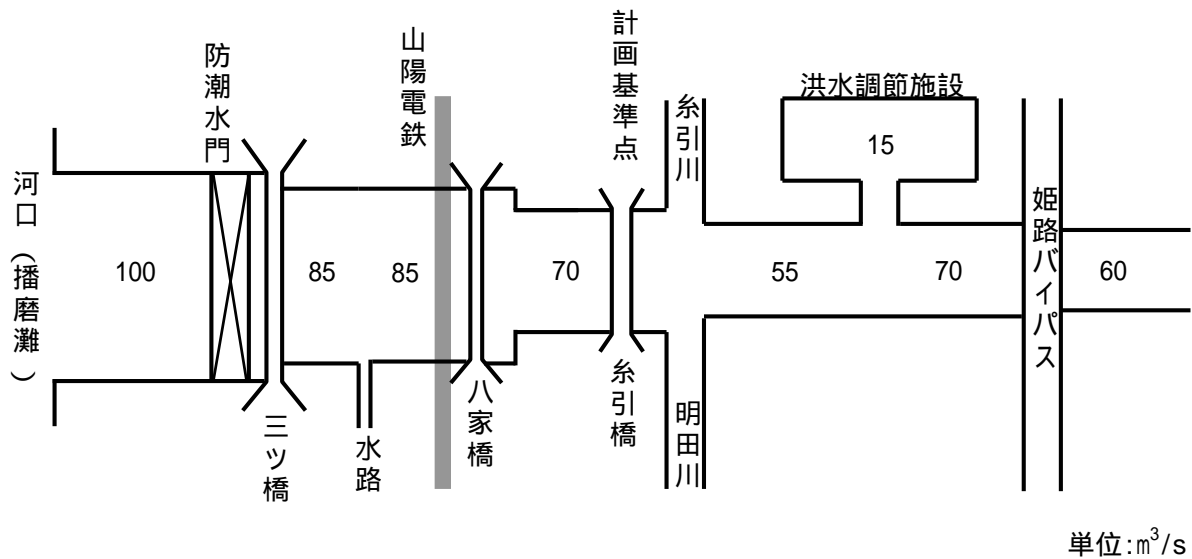 計画基準点
山陽電鉄
防潮水門
洪水調節施設
糸引川
15
河口(播磨灘)
姫路バイパス
100
85
85
70
55
70
60
三ツ橋
水路
八家橋
糸引橋
明田川
単位:m³/s